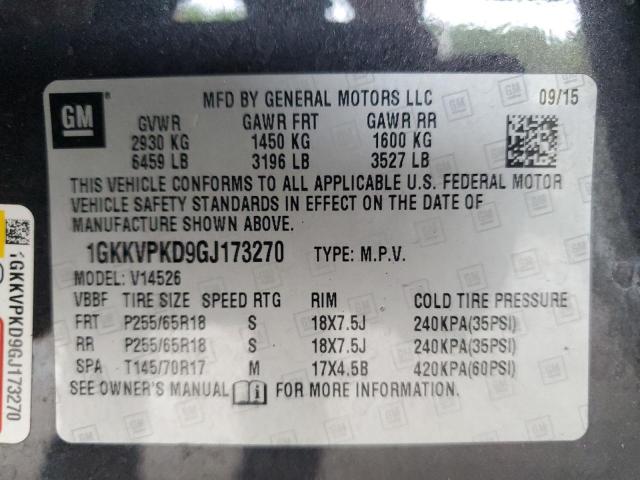 GM
MFD BY GENERAL MOTORS LLC 09/15
GVWR GAWR FRT GAWR RR
2930 KG 1450 KG 1600 KG
6459 LB 3196 LB 3527 LB
THIS VEHICLE CONFORMS TO ALL APPLICABLE U.S. FEDERAL MOTOR
VEHICLE SAFETY STANDARDS IN EFFECT ON THE DATE OF
MANUFACTURE SHOWN ABOVE.
1GKKVPKD9GJ173270 TYPE: M.P.V.
MODEL: V14526
VBBF TIRE SIZE SPEED RTG RIM COLD TIRE PRESSURE
FRT P255/65R18 S 18X7.5J 240KPA(35PSI)
RR P255/65R18 S 18X7.5J 240KPA(35PSI)
SPA T145/70R17 M 17X4.5B 420KPA(60PSI)
SEE OWNER'S MANUAL FOR MORE INFORMATION.
1GKKVPKD9GJ173270